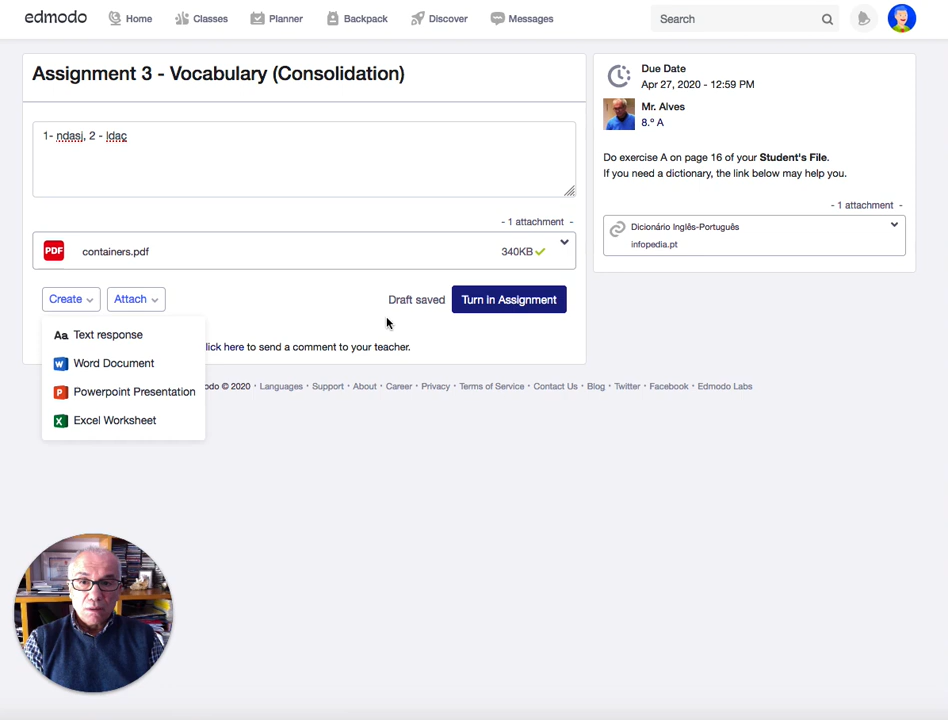 edmodo Home Classes Planner Backpack Discover Messages Search
Assignment 3 - Vocabulary (Consolidation)
1- ndasj, 2 - ldaç
- 1 attachment -
PDF containers.pdf 340KB
Create Attach Draft saved Turn in Assignment
Aa Text response
lick here to send a comment to your teacher.
W Word Document
P Powerpoint Presentation
X Excel Worksheet
odo © 2020 · Languages · Support · About · Career · Privacy · Terms of Service · Contact Us · Blog · Twitter · Facebook · Edmodo Labs
Due Date
Apr 27, 2020 - 12:59 PM
Mr. Alves
8.º A
Do exercise A on page 16 of your Student's File.
If you need a dictionary, the link below may help you.
- 1 attachment -
Dicionário Inglês-Português
infopedia.pt